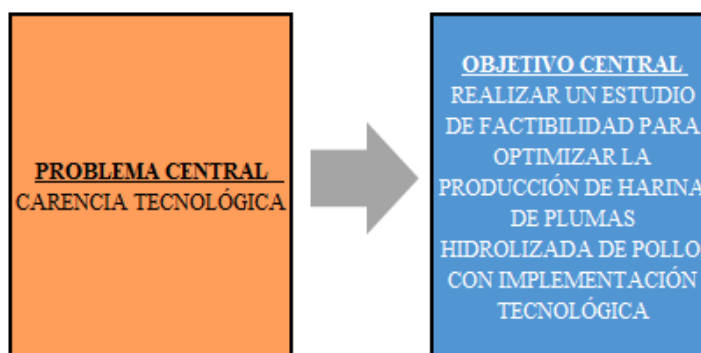 PROBLEMA CENTRAL
CARENCIA TECNOLÓGICA
OBJETIVO CENTRAL
REALIZAR UN ESTUDIO
DE FACTIBILIDAD PARA
OPTIMIZAR LA
PRODUCCIÓN DE HARINA
DE PLUMAS
HIDROLIZADA DE POLLO
CON IMPLEMENTACIÓN
TECNOLÓGICA